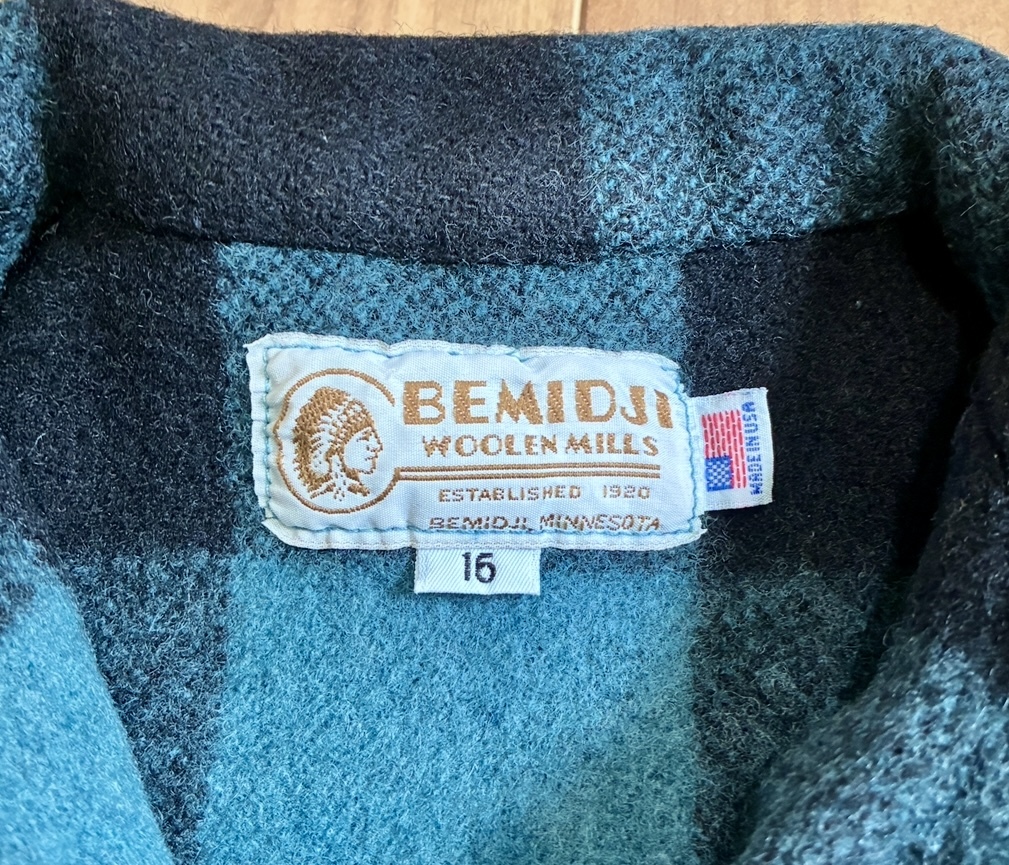 BEMIDJI
WOOLEN MILLS
ESTABLISHED 1920
BEMIDJI, MINNESOTA
16
MADE IN USA